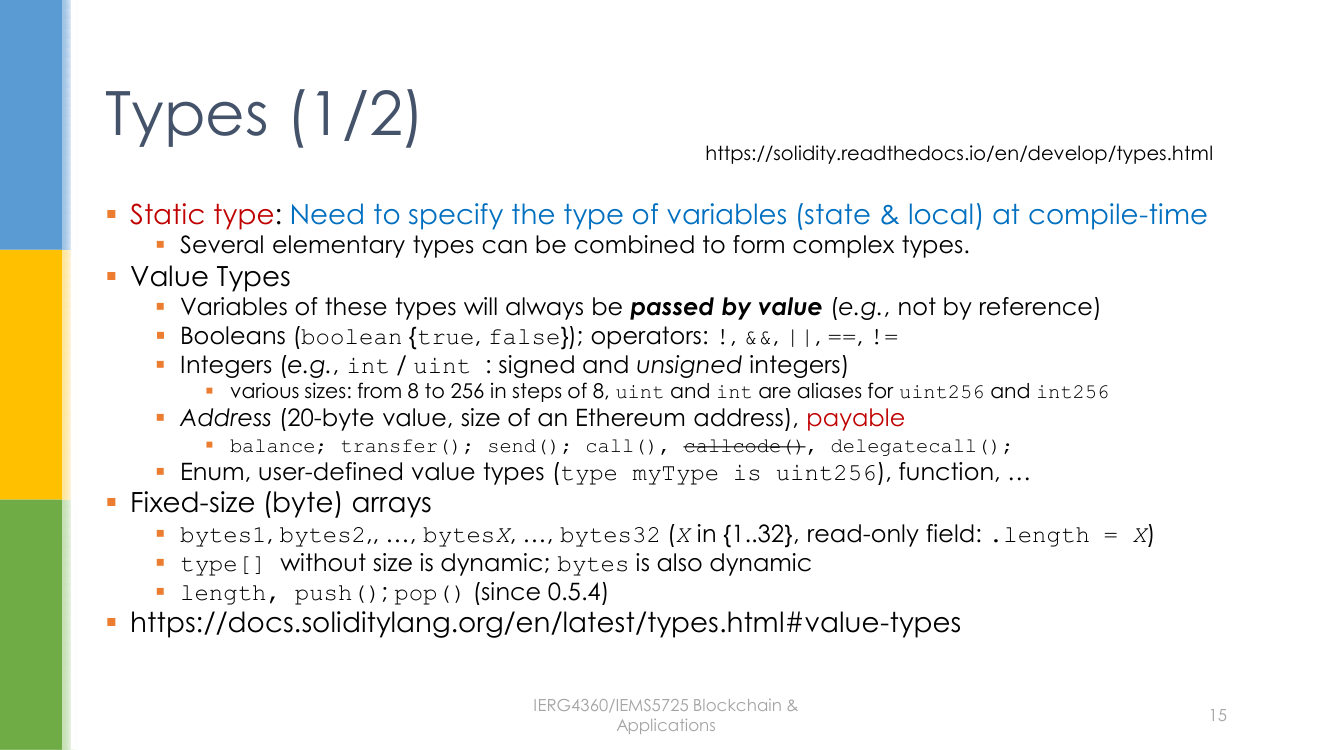 Types (1/2)
https://solidity.readthedocs.io/en/develop/types.html
▪ Static type: Need to specify the type of variables (state & local) at compile-time
▪ Several elementary types can be combined to form complex types.
▪ Value Types
▪ Variables of these types will always be passed by value (e.g., not by reference)
▪ Booleans (boolean {true, false}); operators: !, &&, ||, ==, !=
▪ Integers (e.g., int / uint : signed and unsigned integers)
▪ various sizes: from 8 to 256 in steps of 8, uint and int are aliases for uint256 and int256
▪ Address (20-byte value, size of an Ethereum address), payable
▪ balance; transfer(); send(); call(), callcode(), delegatecall();
▪ Enum, user-defined value types (type myType is uint256), function, …
▪ Fixed-size (byte) arrays
▪ bytes1, bytes2,, …, bytesX, …, bytes32 (X in {1..32}, read-only field: .length = X)
▪ type[] without size is dynamic; bytes is also dynamic
▪ length, push(); pop() (since 0.5.4)
▪ https://docs.soliditylang.org/en/latest/types.html#value-types
IERG4360/IEMS5725 Blockchain &
Applications
15